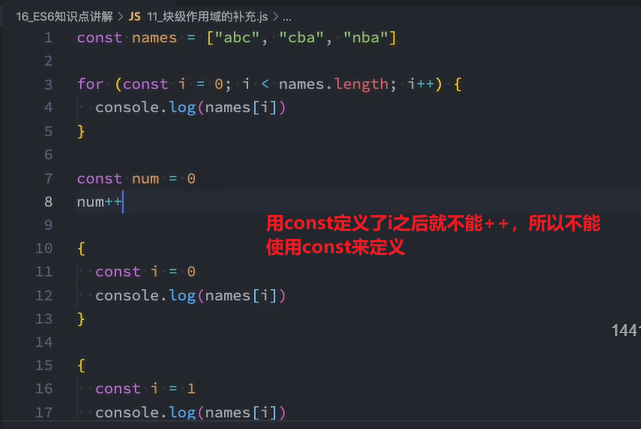 16_ES6知识点讲解 > JS 11_块级作用域的补充.js > ...
1 const names = ["abc", "cba", "nba"]
2
3 for (const i = 0; i < names.length; i++) {
4 console.log(names[i])
5 }
6
7 const num = 0
8 num++
9
用const定义了i之后就不能++，所以不能
使用const来定义
10 {
11 const i = 0
12 console.log(names[i])
13 }
1441
14
15 {
16 const i = 1
17 console.log(names[i])